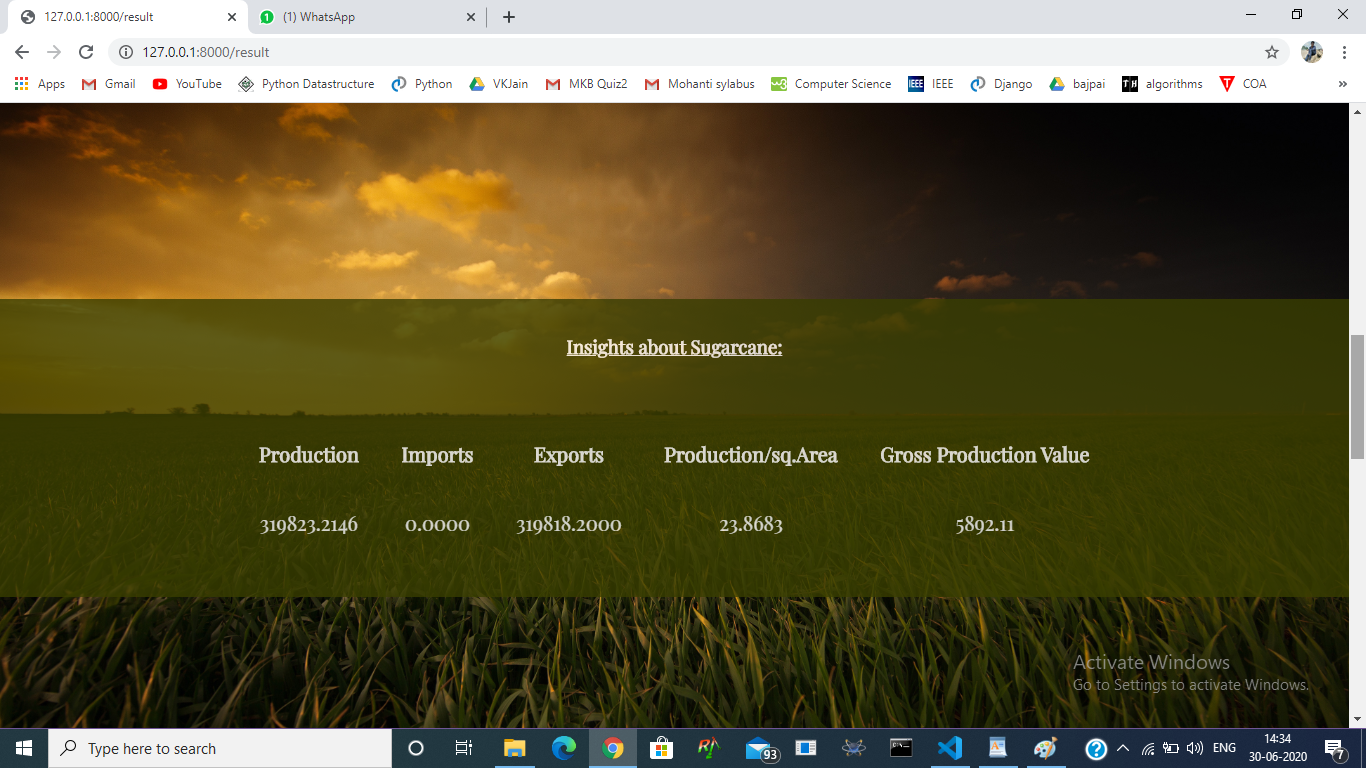 127.0.0.1:8000/result
(1) WhatsApp
127.0.0.1:8000/result
Apps Gmail YouTube Python Datastructure Python VKJain MKB Quiz2 Mohanti sylabus Computer Science IEEE IEEE Django bajpai algorithms COA »
Insights about Sugarcane:
Production Imports Exports Production/sq.Area Gross Production Value
319823.2146 0.0000 319818.2000 23.8683 5892.11
Activate Windows
Go to Settings to activate Windows.
Type here to search
93
ENG
14:34
30-06-2020
7